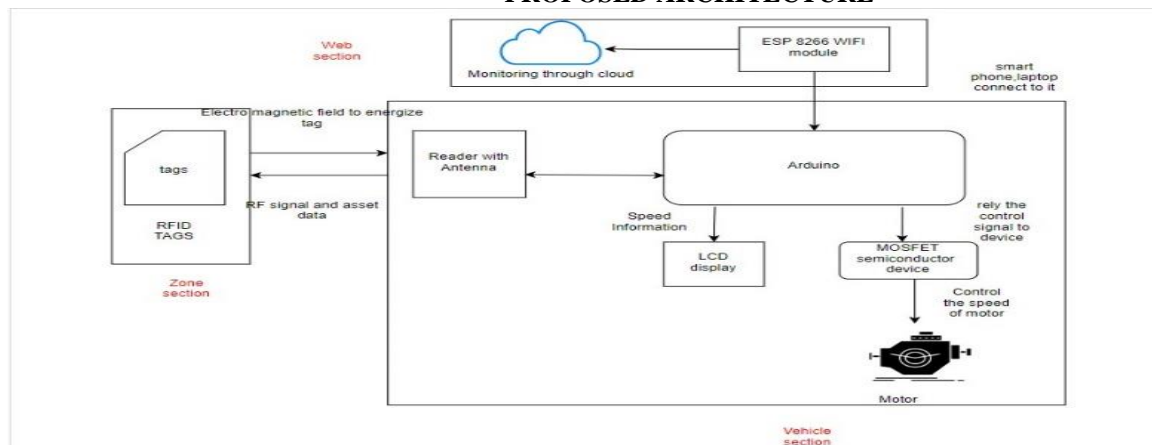 PROPOSED ARCHITECTURE
Web
section
Monitoring through cloud
ESP 8266 WIFI
module
smart
phone,laptop
connect to it
Electro magnetic field to energize
tag
tags
RF signal and asset
data
RFID
TAGS
Zone
section
Reader with
Antenna
Arduino
Speed
Information
LCD
display
rely the
control
signal to
device
MOSFET
semiconductor
device
Control
the speed
of motor
Motor
Vehicle
section